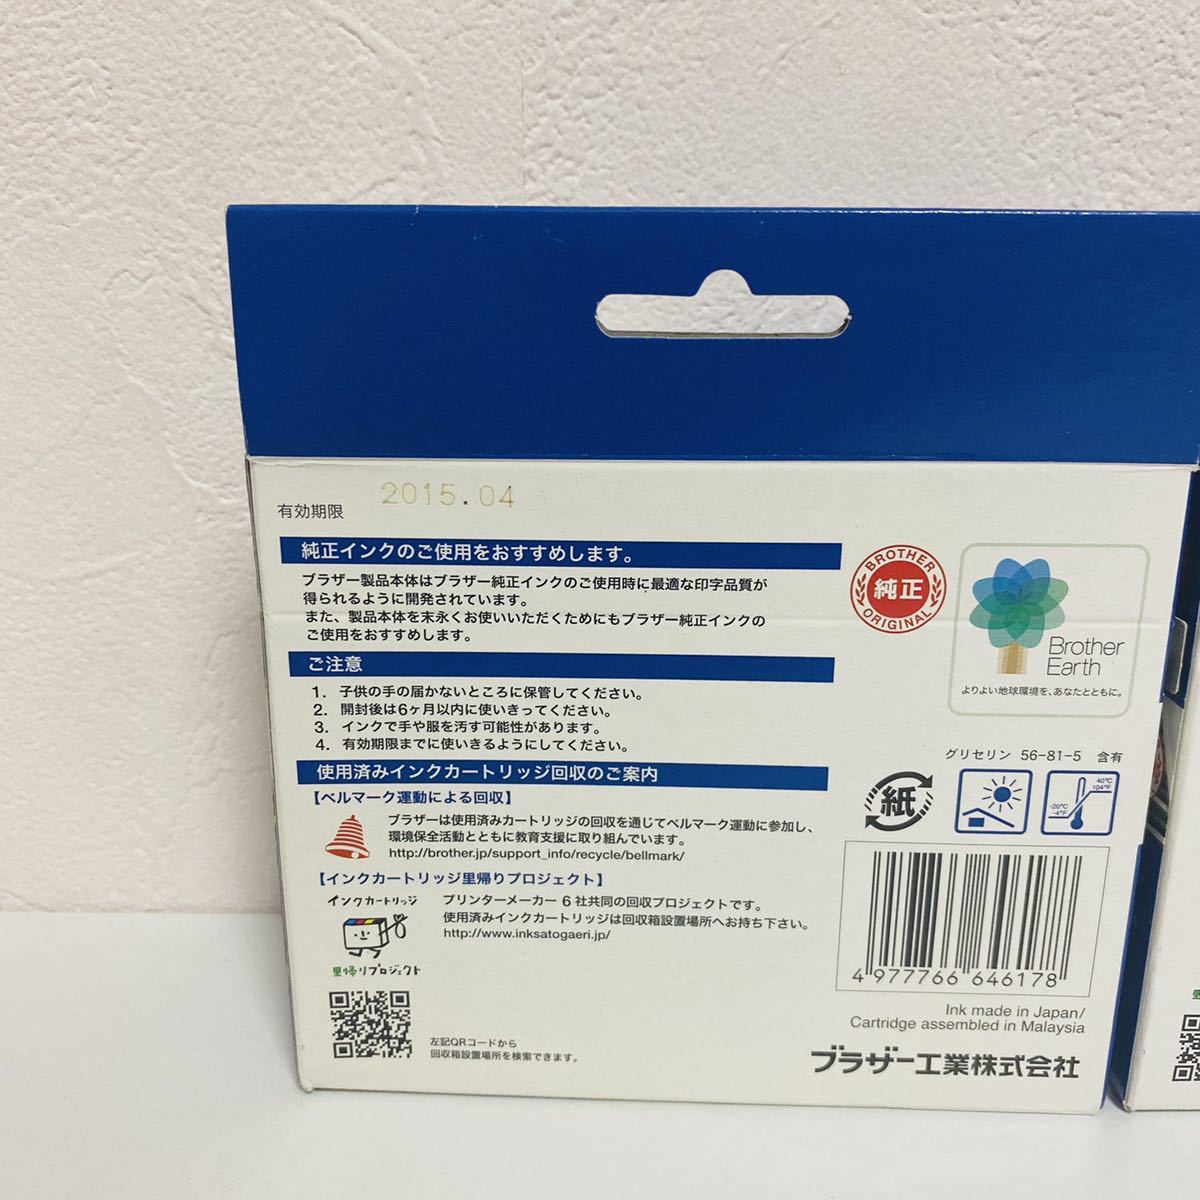 有効期限 2015.04
純正インクのご使用をおすすめします。
ブラザー製品本体はブラザー純正インクのご使用時に最適な印字品質が
得られるように開発されています。
また、製品本体を末永くお使いいただくためにもブラザー純正インクの
ご使用をおすすめします。
ご注意
1. 子供の手の届かないところに保管してください。
2. 開封後は6ヶ月以内に使いきってください。
3. インクで手や服を汚す可能性があります。
4. 有効期限までに使いきるようにしてください。
使用済みインクカートリッジ回収のご案内
【ベルマーク運動による回収】
ブラザーは使用済みカートリッジの回収を通じてベルマーク運動に参加し、
環境保全活動とともに教育支援に取り組んでいます。
http://brother.jp/support_info/recycle/bellmark/
【インクカートリッジ里帰りプロジェクト】
インクカートリッジ
里帰りプロジェクト
プリンターメーカー 6 社共同の回収プロジェクトです。
使用済みインクカートリッジは回収箱設置場所へお持ち下さい。
http://www.inksatogaeri.jp/
左記QRコードから
回収箱設置場所を検索できます。
BROTHER
純正
ORIGINAL
Brother
Earth
よりよい地球環境を、あなたとともに。
グリセリン 56-81-5 含有
紙
40℃
104°F
-20℃
-4°F
4 977766 646178
Ink made in Japan/
Cartridge assembled in Malaysia
ブラザー工業株式会社